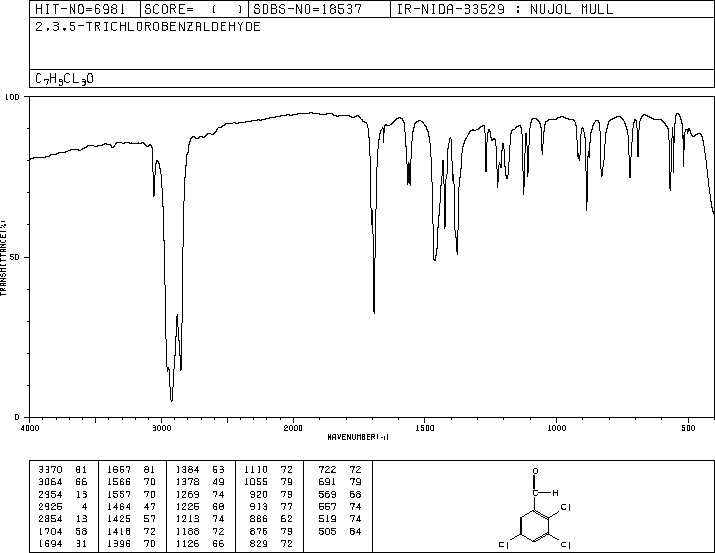 HIT-NO=6981 SCORE= ( ) SDBS-NO=18537 IR-NIDA-33529 : NUJOL MULL
2.3.5-TRICHLOROBENZALDEHYDE
C7H3CL3O
100
50
0
TRANSMITTANCE(%)
4000 3000 2000 1500 1000 500
WAVENUMBER(-1)
3370 81 1667 81 1384 53 1110 72 722 72
3064 66 1566 70 1378 49 1055 79 691 79
2954 13 1557 70 1269 74 920 79 569 68
2925 4 1464 47 1225 68 913 77 557 74
2854 13 1425 57 1213 74 886 62 519 74
1704 58 1418 72 1188 72 876 79 505 84
1694 31 1396 70 1126 66 829 72
O
C H
Cl
Cl Cl